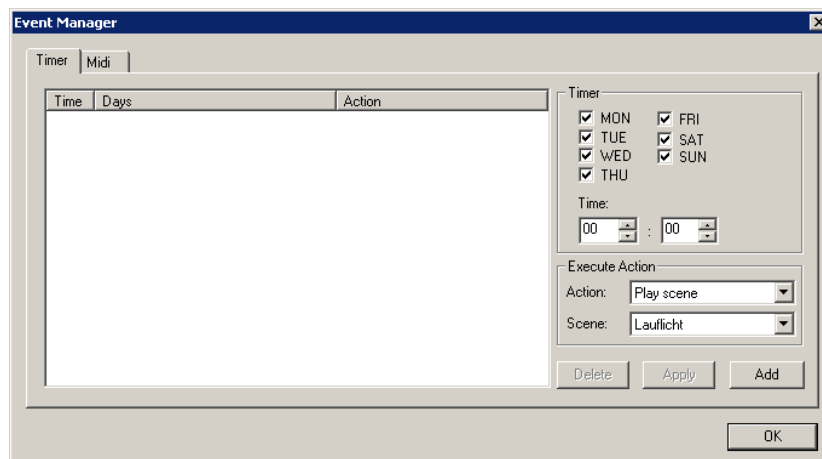 Event Manager
Timer Midi
Time Days Action
Timer
MON FRI
TUE SAT
WED SUN
THU
Time:
00 : 00
Execute Action
Action: Play scene
Scene: Lauflicht
Delete Apply Add
OK